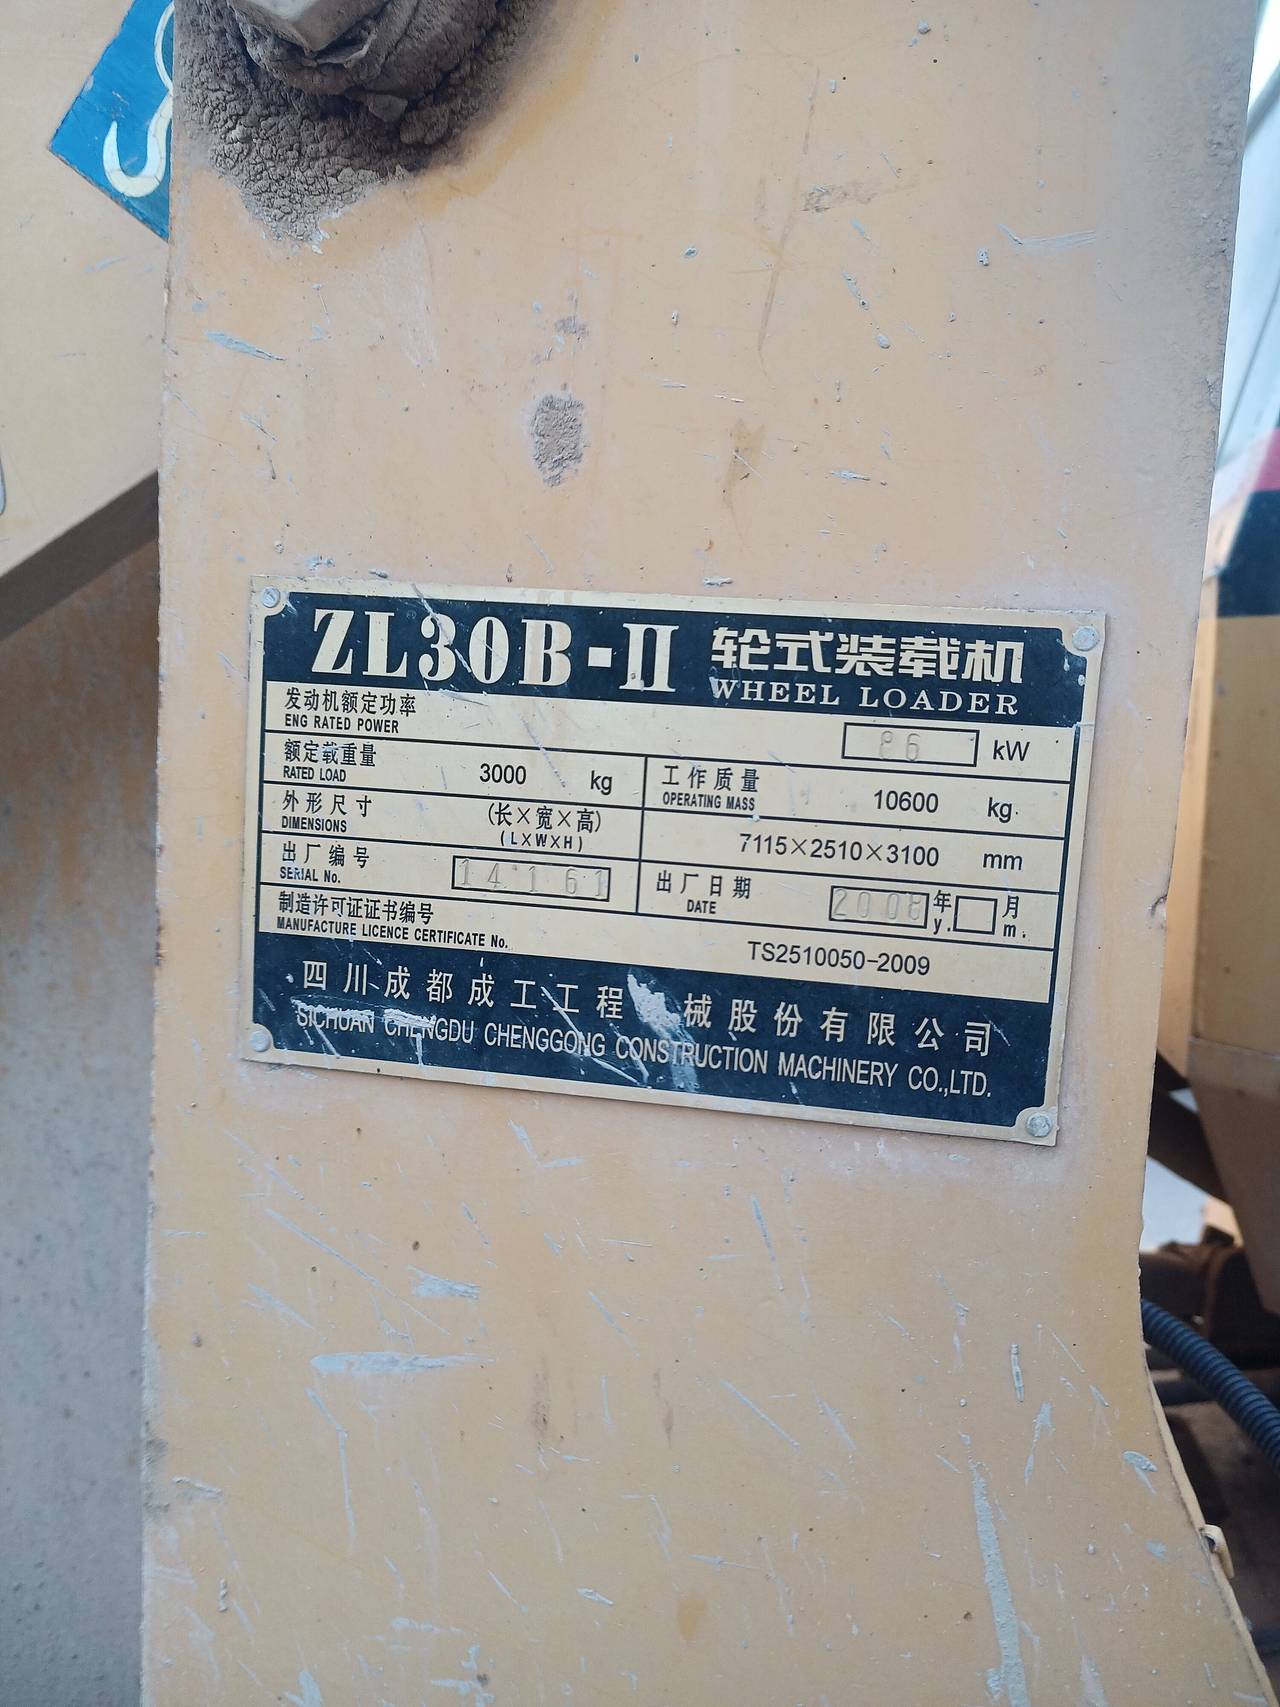 ZL30B-II 轮式装载机
WHEEL LOADER
发动机额定功率
ENG RATED POWER
86 kW
额定载重量
RATED LOAD
3000 kg
工作质量
OPERATING MASS
10600 kg
外形尺寸
DIMENSIONS
(长×宽×高)
(L×W×H)
7115×2510×3100 mm
出厂编号
SERIAL No.
14161
出厂日期
DATE
2008 年 月
y. m.
制造许可证证书编号
MANUFACTURE LICENCE CERTIFICATE No.
TS2510050-2009
四川成都成工工程 械股份有限公司
SICHUAN CHENGDU CHENGGONG CONSTRUCTION MACHINERY CO.,LTD.